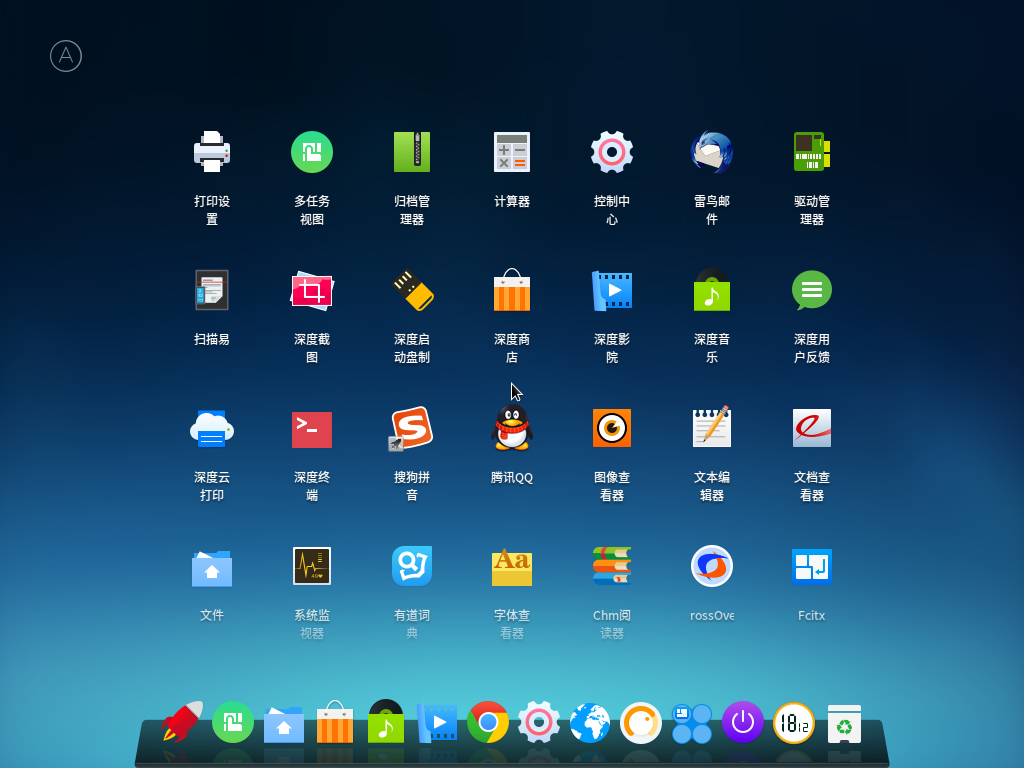 A
打印设
置
多任务
视图
归档管
理器
计算器
控制中
心
雷鸟邮
件
驱动管
理器
扫描易
深度截
图
深度启
动盘制
深度商
店
深度影
院
深度音
乐
深度用
户反馈
深度云
打印
>_
深度终
端
S
搜狗拼
音
腾讯QQ
图像查
看器
文本编
辑器
文档查
看器
文件
系统监
视器
有道词
典
Aa
字体查
看器
Chm阅
读器
rossOve
Fcitx
18 12